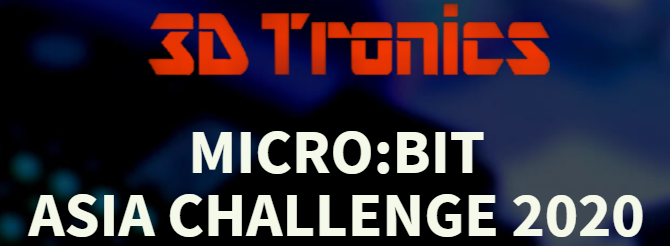 3D Tronics
MICRO:BIT
ASIA CHALLENGE 2020